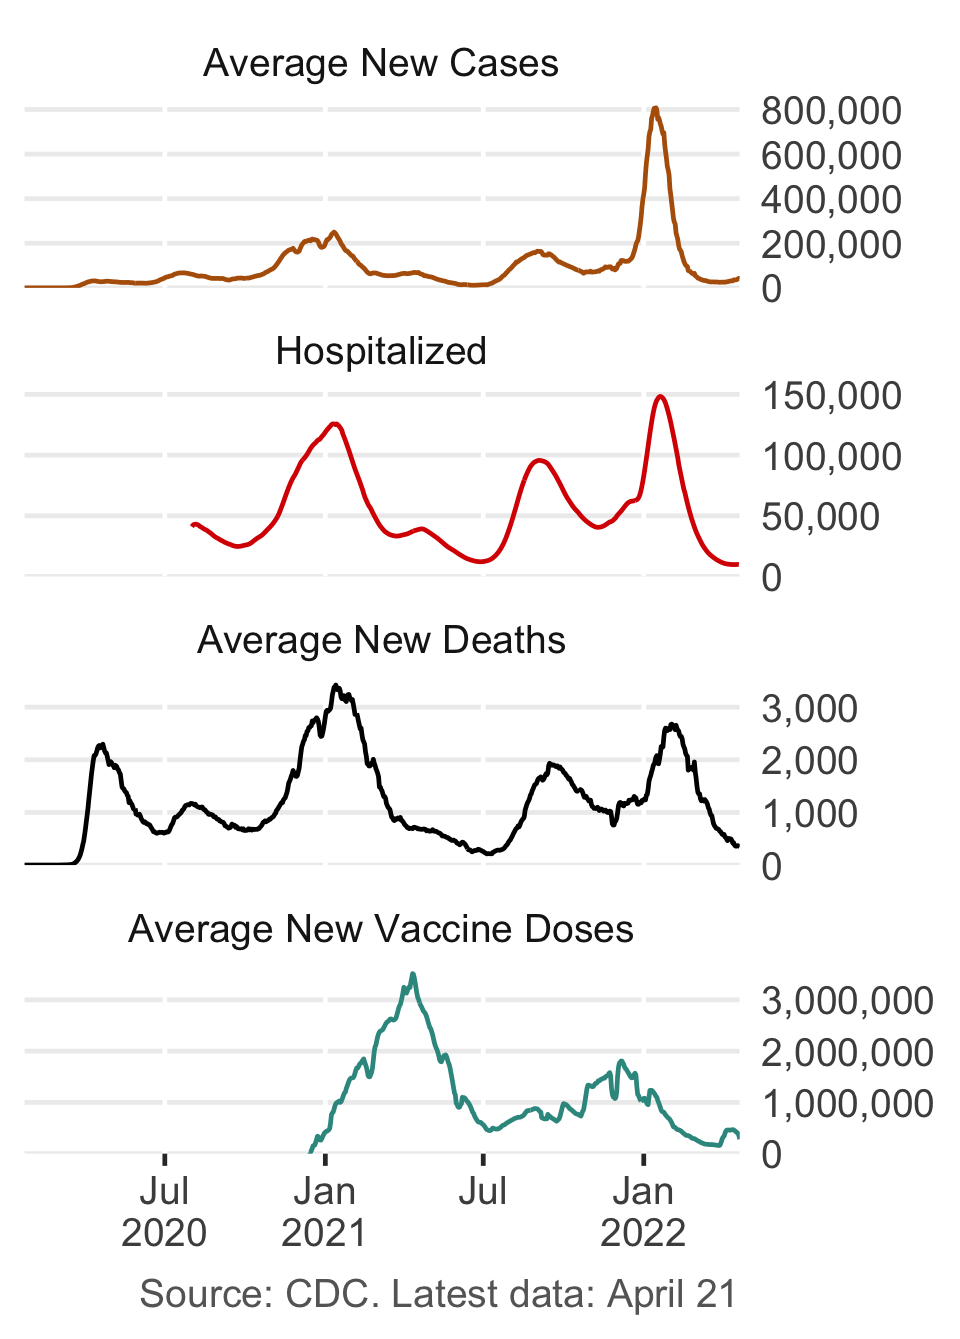 Average New Cases
800,000
600,000
400,000
200,000
0
Hospitalized
150,000
100,000
50,000
0
Average New Deaths
3,000
2,000
1,000
0
Average New Vaccine Doses
3,000,000
2,000,000
1,000,000
0
Jul Jan Jul Jan
2020 2021 2022
Source: CDC. Latest data: April 21